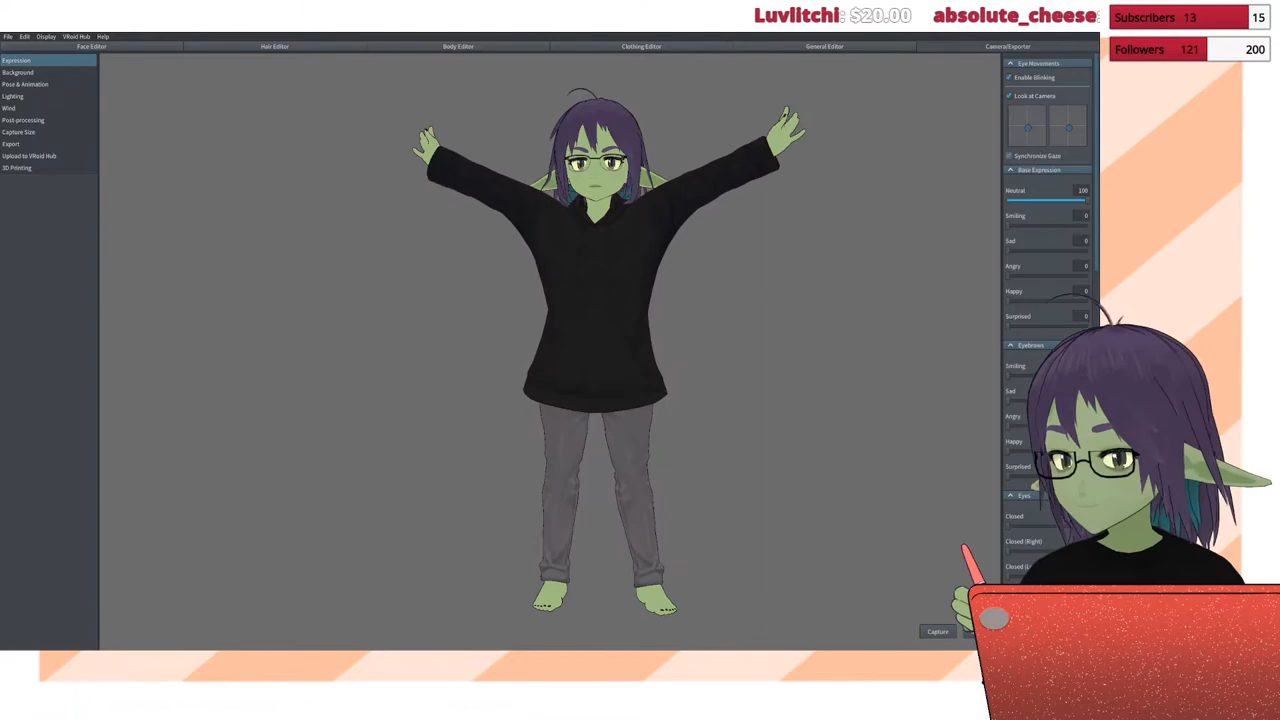 Luvlitchi: $20.00 absolute_cheese
Subscribers 13 15
Followers 121 200
File Edit Display VRoid Hub Help
Face Editor Hair Editor Body Editor Clothing Editor General Editor Camera/Exporter
Expression
Background
Pose & Animation
Lighting
Wind
Post-processing
Capture Size
Export
Upload to VRoid Hub
3D Printing
Eye Movements
Enable Blinking
Look at Camera
Synchronize Gaze
Base Expression
Neutral 100
Smiling 0
Sad 0
Angry 0
Happy 0
Surprised 0
Eyebrows
Smiling
Sad
Angry
Happy
Surprised
Eyes
Closed
Closed (Right)
Closed (L
Capture